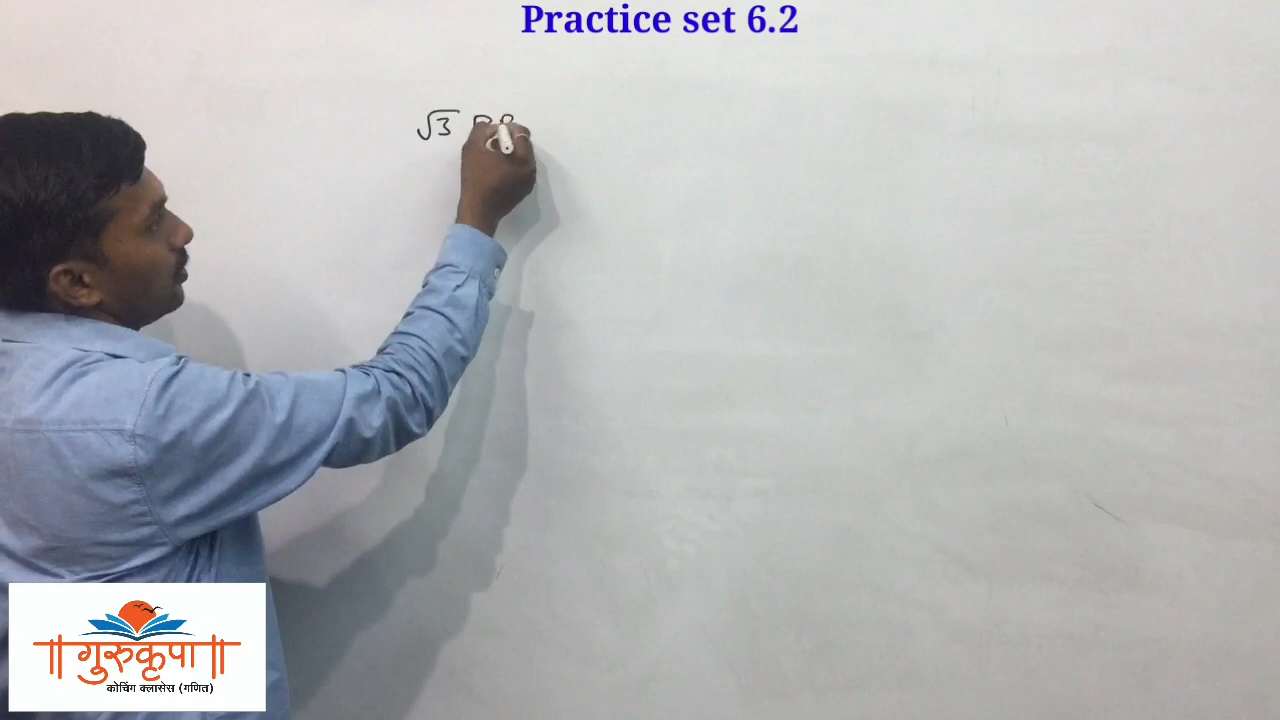 Practice set 6.2
√3
|| गुरुकृपा ||
कोचिंग क्लासेस (गणित)